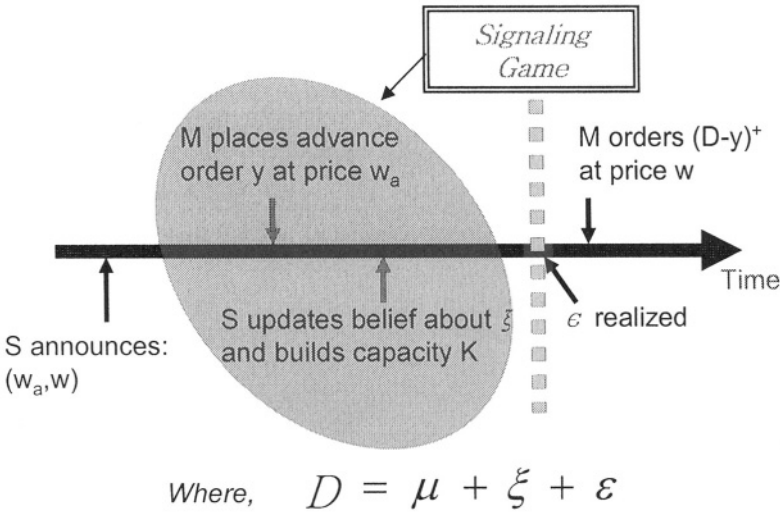 Signaling
Game
M places advance
order y at price wₐ
M orders (D-y)⁺
at price w
Time
S updates belief about ξ
and builds capacity K
ϵ realized
S announces:
(wₐ,w)
Where, D = μ + ξ + ε